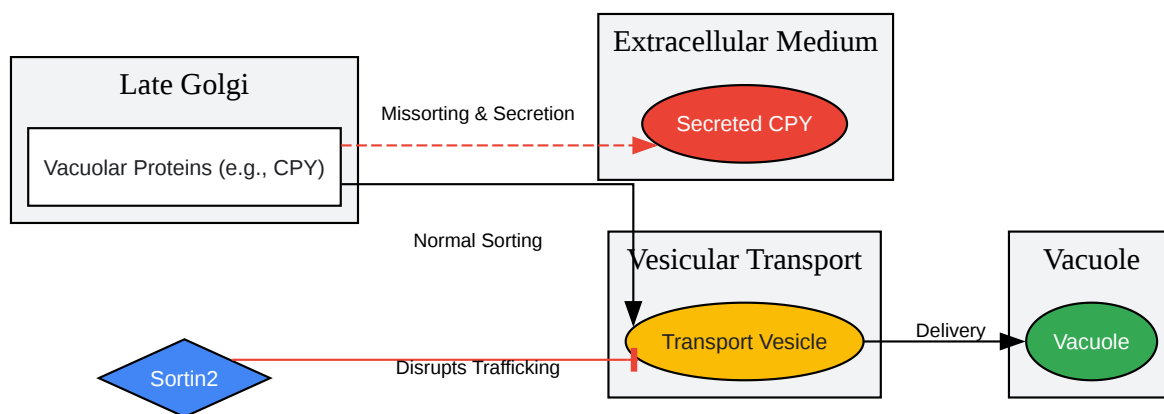 Extracellular Medium
Late Golgi
Missorting & Secretion
Secreted CPY
Vacuolar Proteins (e.g., CPY)
Normal Sorting
Vesicular Transport
Vacuole
Delivery
Transport Vesicle
Vacuole
Disrupts Trafficking
Sortin2